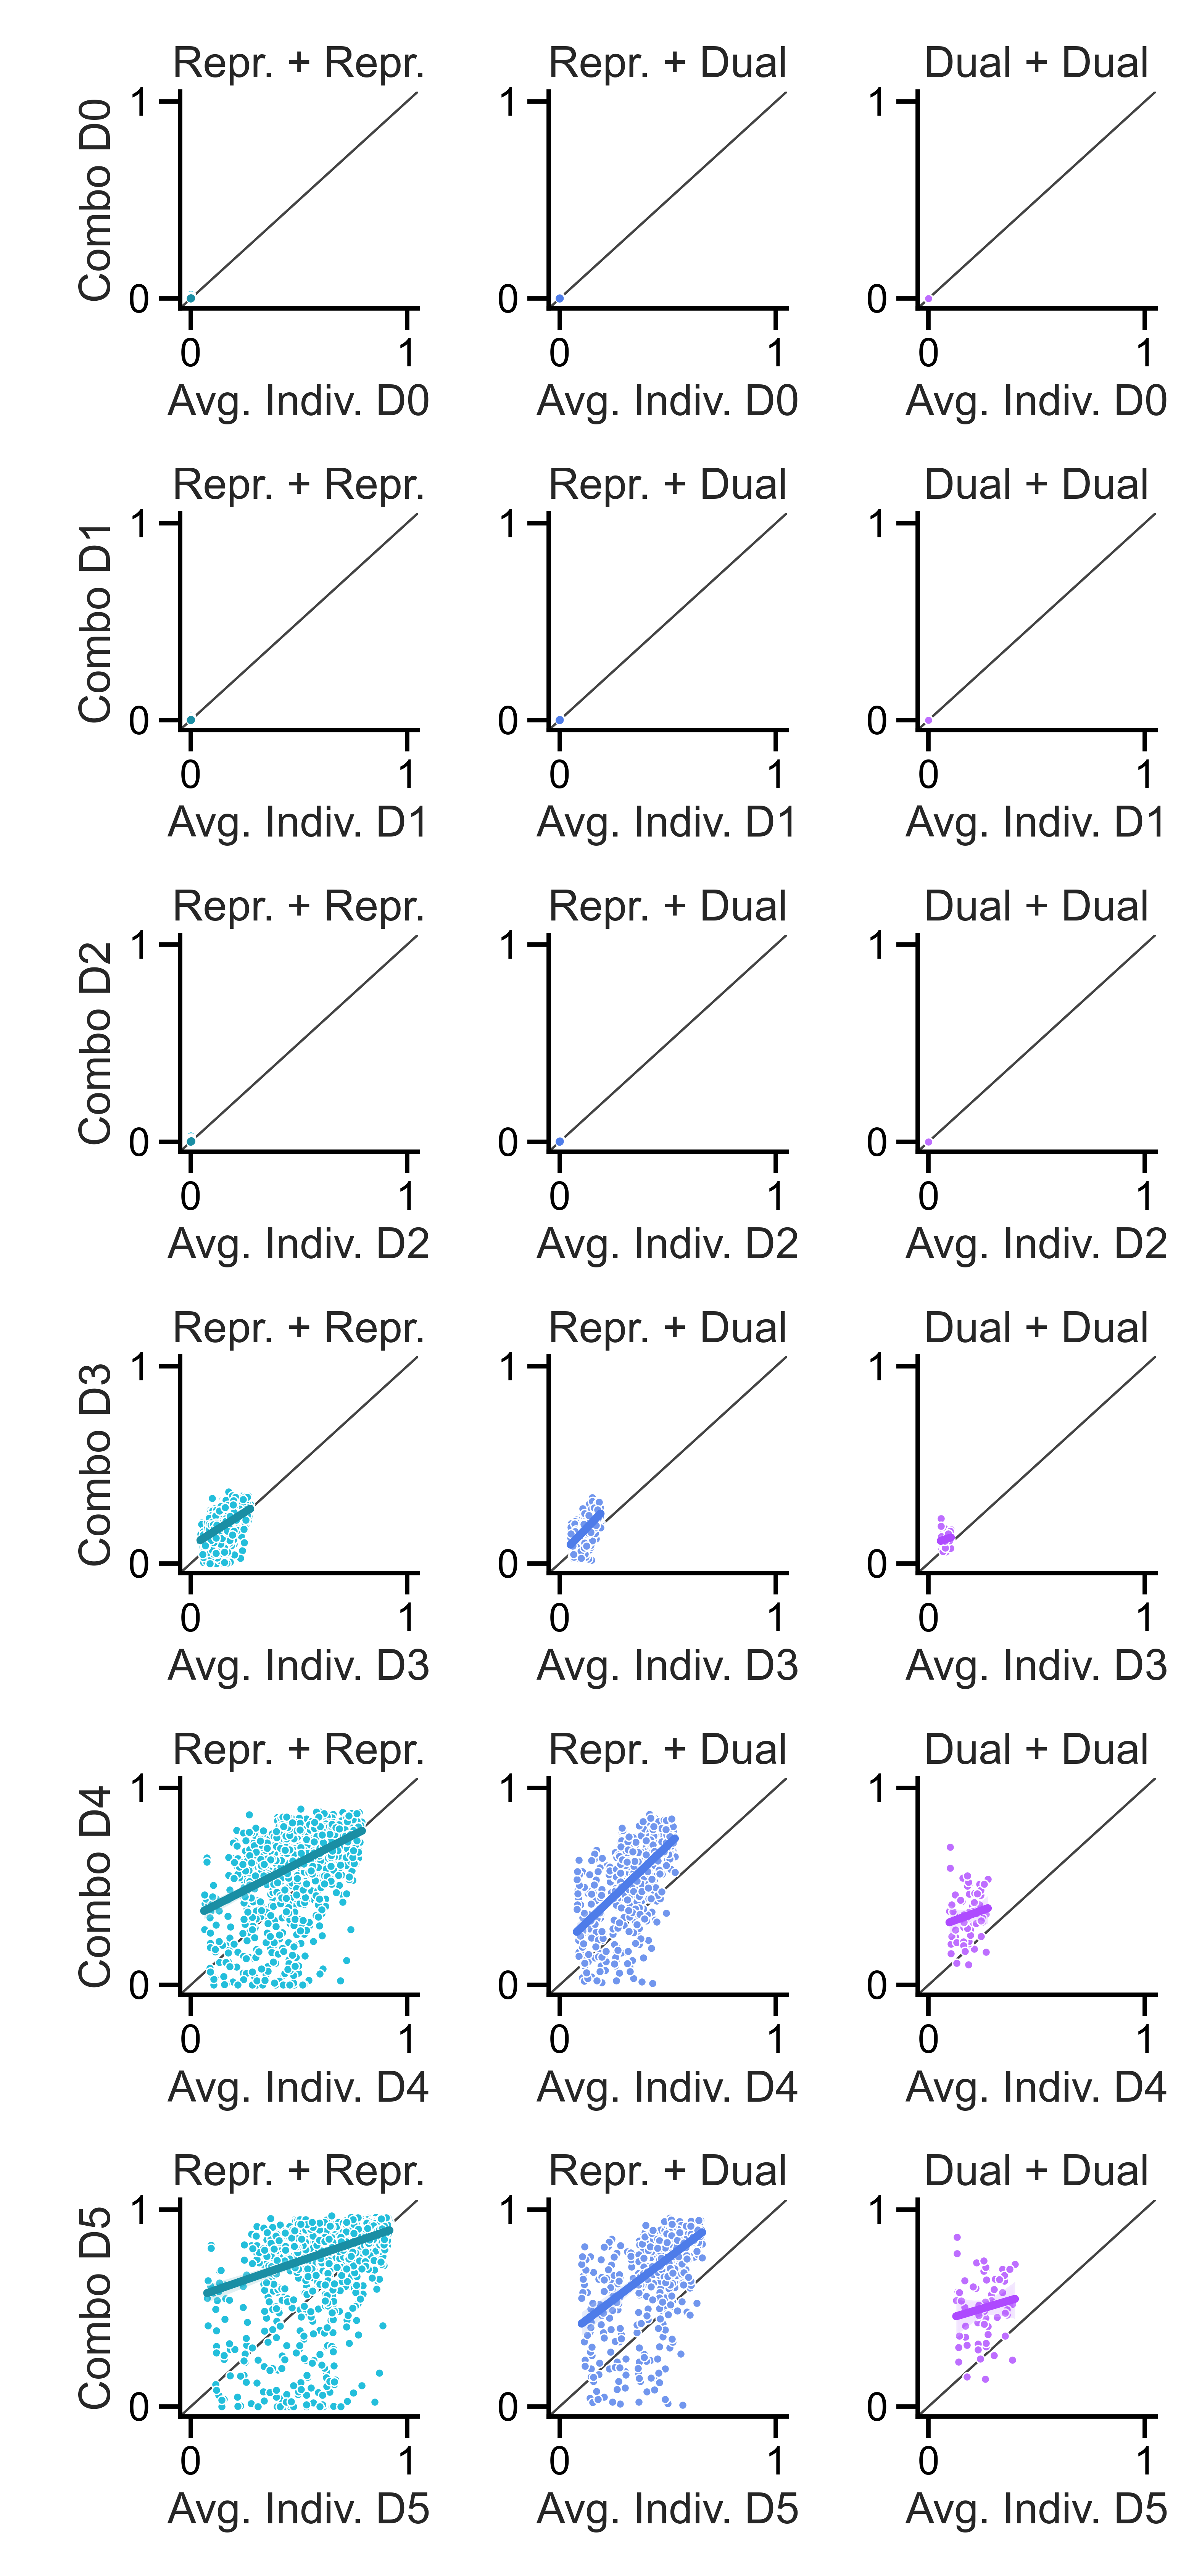 Repr. + Repr. Repr. + Dual Dual + Dual
Combo D0
1 1 1
0 0 0
0 1 0 1 0 1
Avg. Indiv. D0 Avg. Indiv. D0 Avg. Indiv. D0
Repr. + Repr. Repr. + Dual Dual + Dual
Combo D1
1 1 1
0 0 0
0 1 0 1 0 1
Avg. Indiv. D1 Avg. Indiv. D1 Avg. Indiv. D1
Repr. + Repr. Repr. + Dual Dual + Dual
Combo D2
1 1 1
0 0 0
0 1 0 1 0 1
Avg. Indiv. D2 Avg. Indiv. D2 Avg. Indiv. D2
Repr. + Repr. Repr. + Dual Dual + Dual
Combo D3
1 1 1
0 0 0
0 1 0 1 0 1
Avg. Indiv. D3 Avg. Indiv. D3 Avg. Indiv. D3
Repr. + Repr. Repr. + Dual Dual + Dual
Combo D4
1 1 1
0 0 0
0 1 0 1 0 1
Avg. Indiv. D4 Avg. Indiv. D4 Avg. Indiv. D4
Repr. + Repr. Repr. + Dual Dual + Dual
Combo D5
1 1 1
0 0 0
0 1 0 1 0 1
Avg. Indiv. D5 Avg. Indiv. D5 Avg. Indiv. D5